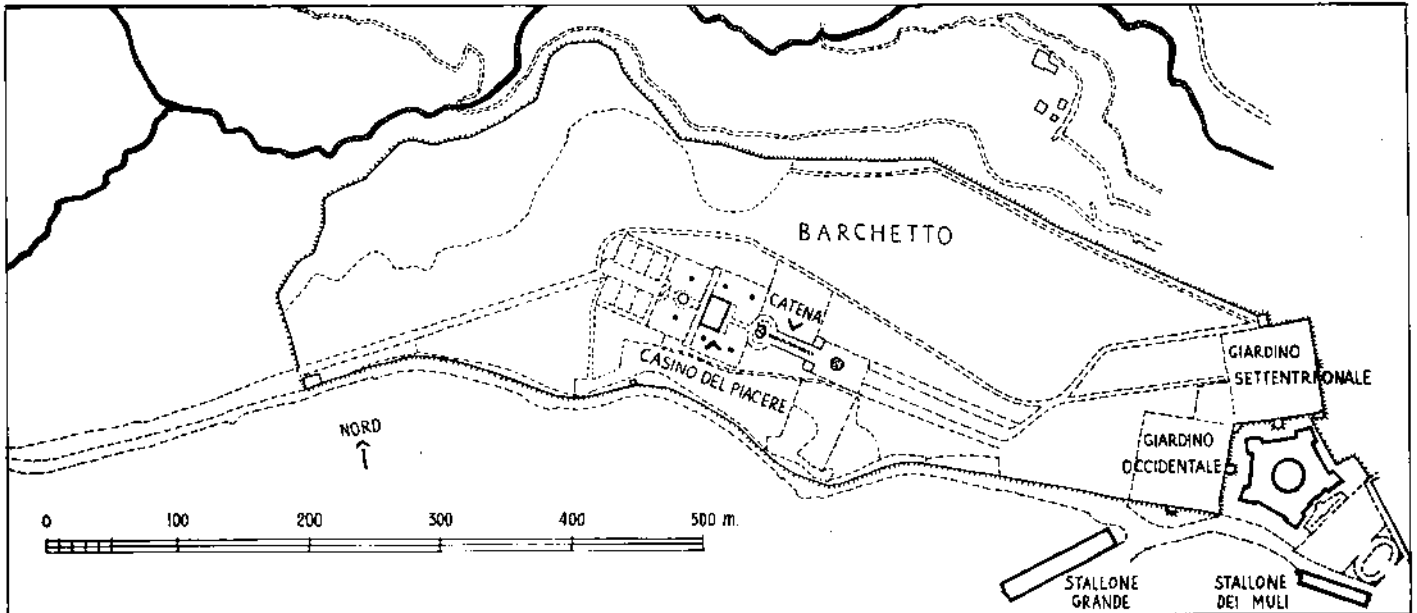 BARCHETTO
CATENA
CASINO DEL PIACERE
GIARDINO
SETTENTRIONALE
GIARDINO
OCCIDENTALE
NORD
0 100 200 300 400 500 m.
STALLONE
GRANDE
STALLONE
DEI MULI